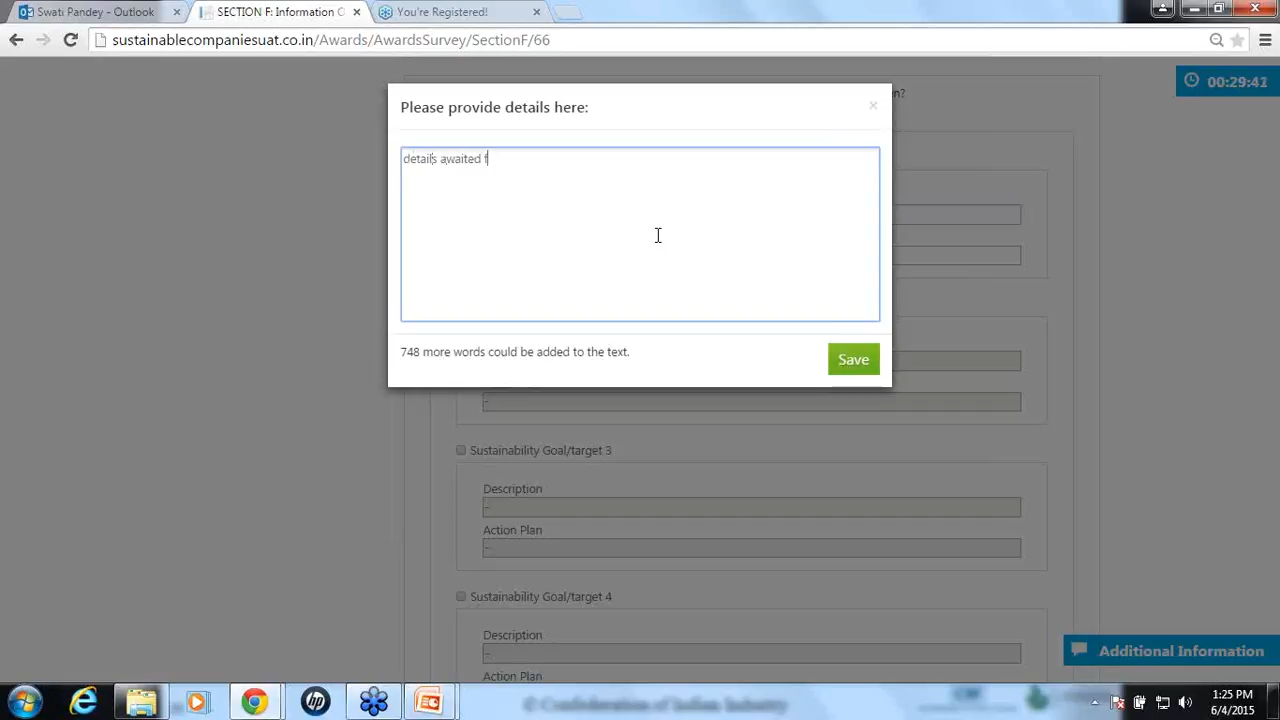 Swati Pandey - Outlook
SECTION F: Information C
You're Registered!
sustainablecompaniesuat.co.in/Awards/AwardsSurvey/SectionF/66
00:29:41
en?
Please provide details here:
×
details awaited f
748 more words could be added to the text.
Save
Sustainability Goal/target 3
Description
Action Plan
Sustainability Goal/target 4
Description
Action Plan
Additional Information
© Confederation of Indian Industry
1:25 PM
6/4/2015